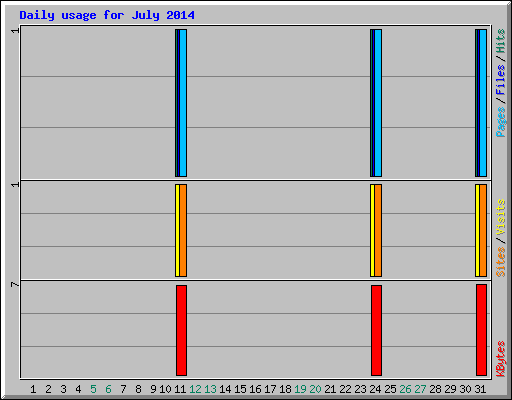 Daily usage for July 2014
1
Pages / Files / Hits
1
Sites / Visits
7
KBytes
1 2 3 4 5 6 7 8 9 10 11 12 13 14 15 16 17 18 19 20 21 22 23 24 25 26 27 28 29 30 31